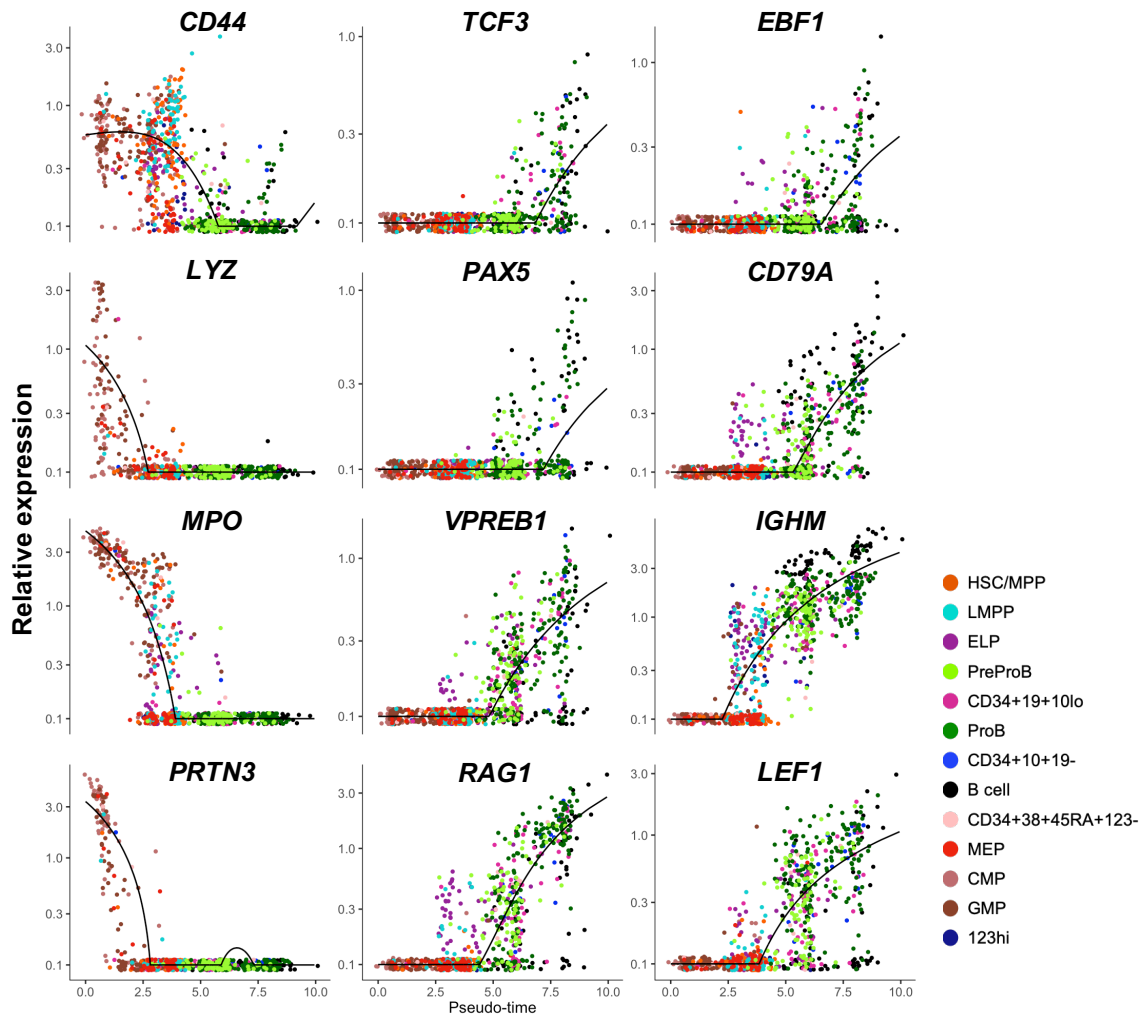 CD44 TCF3 EBF1
3.0 1.0 0.3 0.1
1.0 0.3 0.1
1.0 0.3 0.1
LYZ PAX5 CD79A
3.0 1.0 0.3 0.1
1.0 0.3 0.1
3.0 1.0 0.3 0.1
MPO VPREB1 IGHM
3.0 1.0 0.3 0.1
1.0 0.3 0.1
3.0 1.0 0.3 0.1
PRTN3 RAG1 LEF1
3.0 1.0 0.3 0.1
3.0 1.0 0.3 0.1
3.0 1.0 0.3 0.1
0.0 2.5 5.0 7.5 10.0
0.0 2.5 5.0 7.5 10.0
0.0 2.5 5.0 7.5 10.0
Relative expression
Pseudo-time
HSC/MPP
LMPP
ELP
PreProB
CD34+19+10lo
ProB
CD34+10+19-
B cell
CD34+38+45RA+123-
MEP
CMP
GMP
123hi